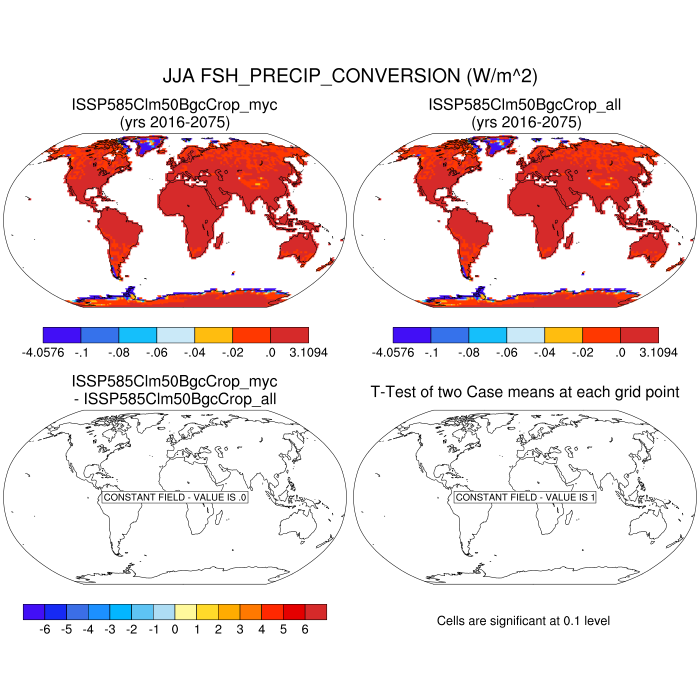 JJA FSH_PRECIP_CONVERSION (W/m^2)
ISSP585Clm50BgcCrop_myc
(yrs 2016-2075)
ISSP585Clm50BgcCrop_all
(yrs 2016-2075)
-4.0576 -.1 -.08 -.06 -.04 -.02 .0 3.1094
-4.0576 -.1 -.08 -.06 -.04 -.02 .0 3.1094
ISSP585Clm50BgcCrop_myc
- ISSP585Clm50BgcCrop_all
T-Test of two Case means at each grid point
CONSTANT FIELD - VALUE IS .0
CONSTANT FIELD - VALUE IS 1
-6 -5 -4 -3 -2 -1 0 1 2 3 4 5 6
Cells are significant at 0.1 level